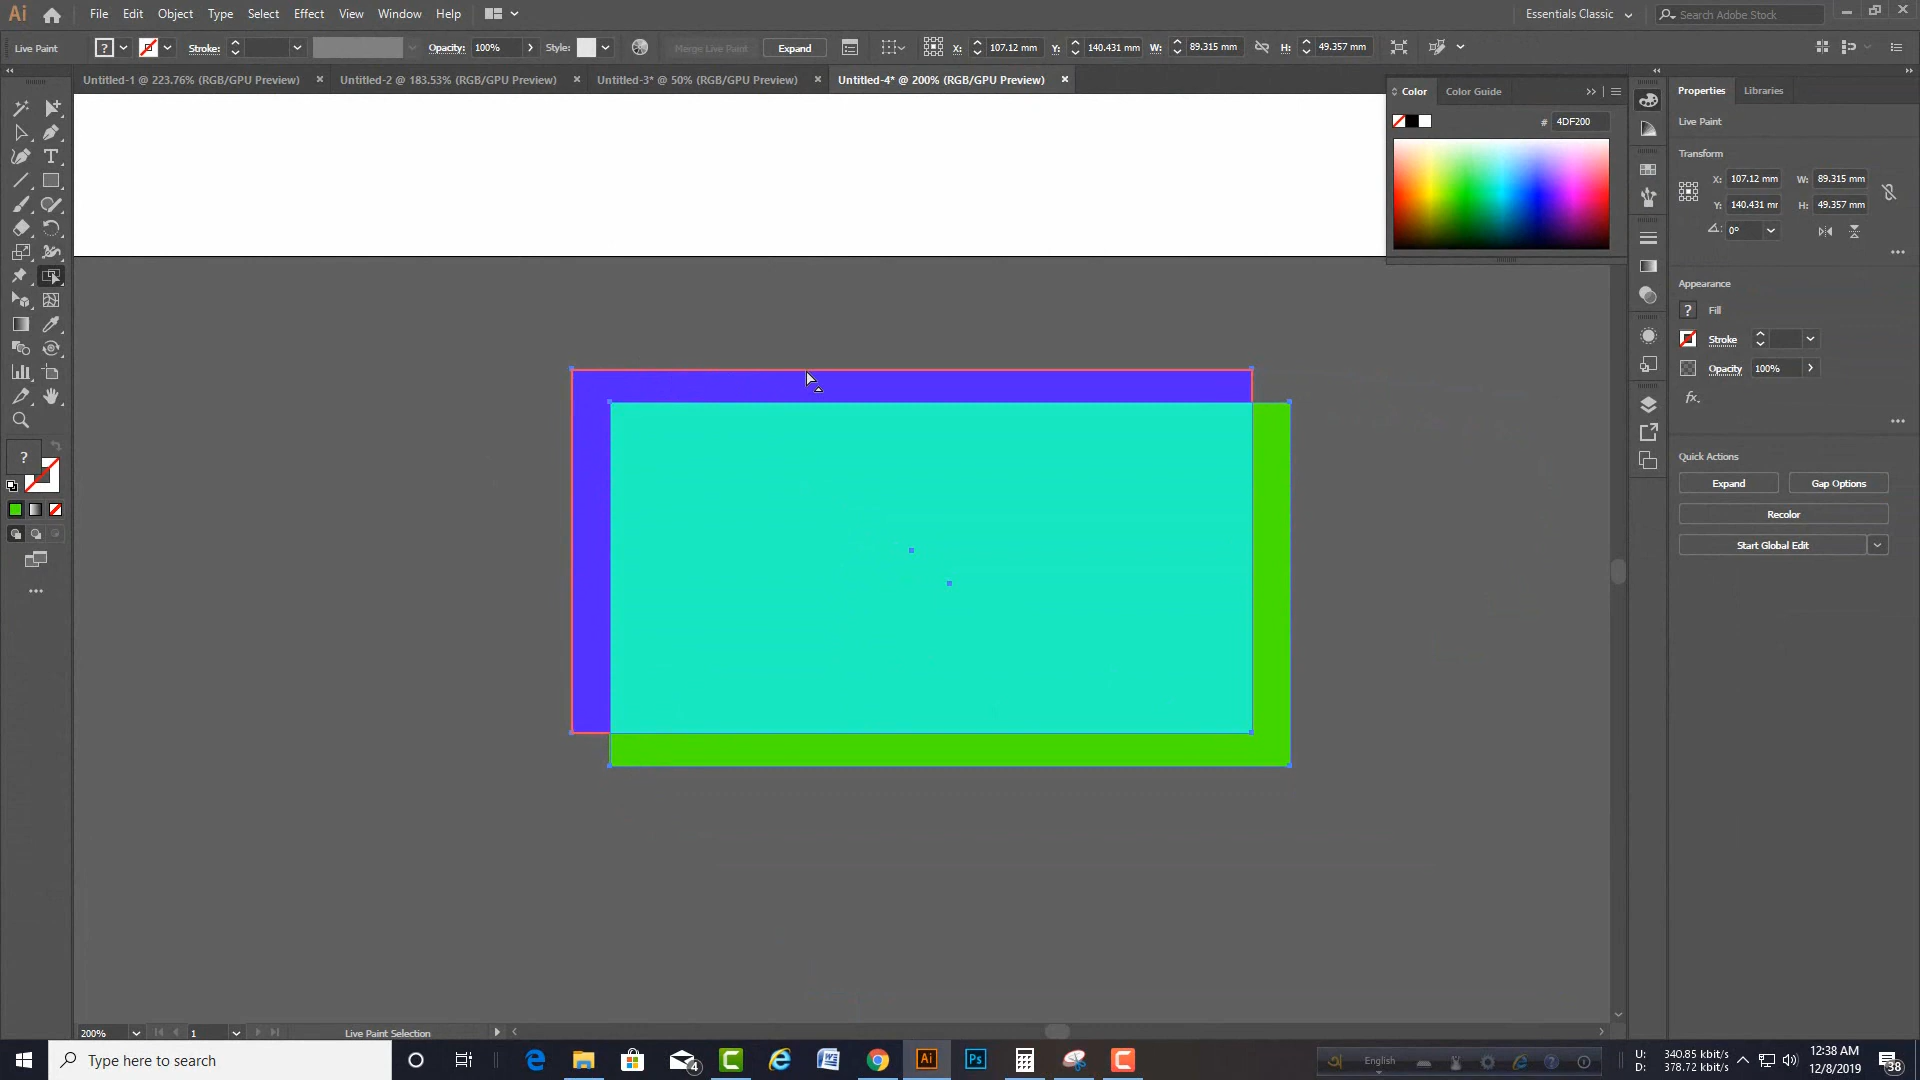 Ai File Edit Object Type Select Effect View Window Help Essentials Classic Search Adobe Stock
Live Paint ? Stroke: Opacity: 100% Style: Merge Live Paint Expand X: 107.12 mm Y: 140.431 mm W: 89.315 mm H: 49.357 mm
Untitled-1 @ 223.76% (RGB/GPU Preview) × Untitled-2 @ 183.53% (RGB/GPU Preview) × Untitled-3* @ 50% (RGB/GPU Preview) × Untitled-4* @ 200% (RGB/GPU Preview) ×
Color Color Guide
# 4DF200
Properties Libraries
Live Paint
Transform
X: 107.12 mm W: 89.315 mm
Y: 140.431 mr H: 49.357 mm
0°
Appearance
? Fill
Stroke
Opacity 100%
fx.
Quick Actions
Expand Gap Options
Recolor
Start Global Edit
T
?
200% 1 Live Paint Selection
Type here to search
4
Ai
Ps
English
U: 340.85 kbit/s
D: 378.72 kbit/s
12:38 AM
12/8/2019
38